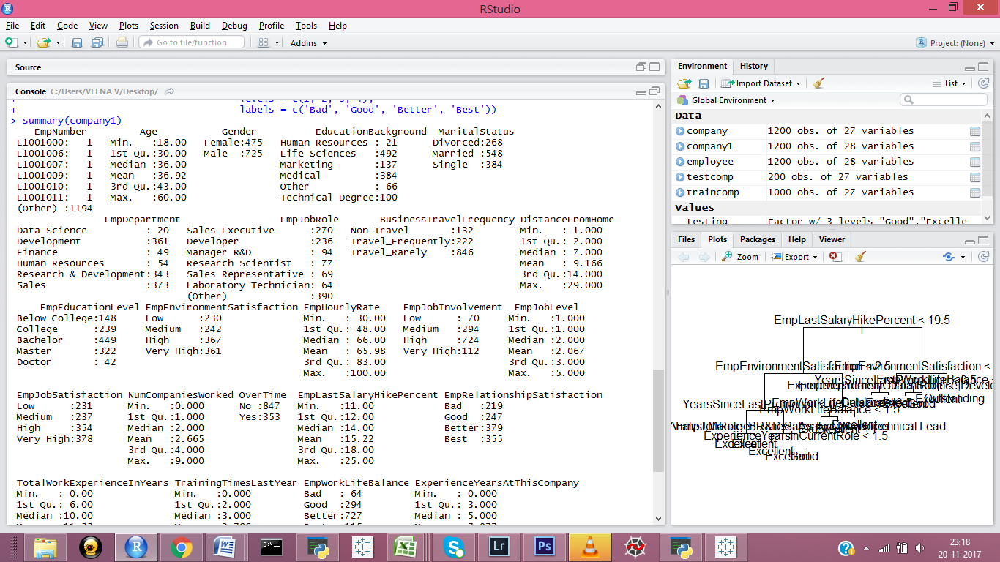 RStudio
File Edit Code View Plots Session Build Debug Profile Tools Help
Go to file/function Addins Project: (None)
Source
Console C:/Users/VEENA V/Desktop/
+ levels = c(1, 2, 3, 4),
+ labels = c('Bad', 'Good', 'Better', 'Best'))
> summary(company1)
EmpNumber Age Gender EducationBackground MaritalStatus
E1001000: 1 Min. :18.00 Female:475 Human Resources : 21 Divorced:268
E1001006: 1 1st Qu.:30.00 Male :725 Life Sciences :492 Married :548
E1001007: 1 Median :36.00 Marketing :137 Single :384
E1001009: 1 Mean :36.92 Medical :384
E1001010: 1 3rd Qu.:43.00 Other : 66
E1001011: 1 Max. :60.00 Technical Degree:100
(Other) :1194
EmpDepartment EmpJobRole BusinessTravelFrequency DistanceFromHome
Data Science : 20 Sales Executive :270 Non-Travel :132 Min. : 1.000
Development :361 Developer :236 Travel_Frequently:222 1st Qu.: 2.000
Finance : 49 Manager R&D : 94 Travel_Rarely :846 Median : 7.000
Human Resources : 54 Research Scientist : 77 Mean : 9.166
Research & Development:343 Sales Representative : 69 3rd Qu.:14.000
Sales :373 Laboratory Technician: 64 Max. :29.000
(Other) :390
EmpEducationLevel EmpEnvironmentSatisfaction EmpHourlyRate EmpJobInvolvement EmpJobLevel
Below College:148 Low :230 Min. : 30.00 Low : 70 Min. :1.000
College :239 Medium :242 1st Qu.: 48.00 Medium :294 1st Qu.:1.000
Bachelor :449 High :367 Median : 66.00 High :724 Median :2.000
Master :322 Very High:361 Mean : 65.98 Very High:112 Mean :2.067
Doctor : 42 3rd Qu.: 83.00 3rd Qu.:3.000
Max. :100.00 Max. :5.000
EmpJobSatisfaction NumCompaniesWorked OverTime EmpLastSalaryHikePercent EmpRelationshipSatisfaction
Low :231 Min. :0.000 No :847 Min. :11.00 Bad :219
Medium :237 1st Qu.:1.000 Yes:353 1st Qu.:12.00 Good :247
High :354 Median :2.000 Median :14.00 Better:379
Very High:378 Mean :2.665 Mean :15.22 Best :355
3rd Qu.:4.000 3rd Qu.:18.00
Max. :9.000 Max. :25.00
TotalWorkExperienceInYears TrainingTimesLastYear EmpWorkLifeBalance ExperienceYearsAtThisCompany
Min. : 0.00 Min. :0.000 Bad : 64 Min. : 0.000
1st Qu.: 6.00 1st Qu.:2.000 Good :294 1st Qu.: 3.000
Median :10.00 Median :3.000 Better:727 Median : 5.000
Environment History
Import Dataset List
Global Environment
Data
company 1200 obs. of 27 variables
company1 1200 obs. of 28 variables
employee 1200 obs. of 28 variables
testcomp 200 obs. of 27 variables
traincomp 1000 obs. of 27 variables
Values
testing Factor w/ 3 levels "Good","Excelle
Files Plots Packages Help Viewer
Zoom Export
EmpLastSalaryHikePercent < 19.5
EmpEnvironmentSatisfaction < 2.5
EmpEnvironmentSatisfaction <
Outstanding
EmpWorkLifeBalance < 1.5
Technical Lead
ExperienceYearsInCurrentRole < 1.5
Excellent
Excellent
Excellent
Good
23:18
20-11-2017